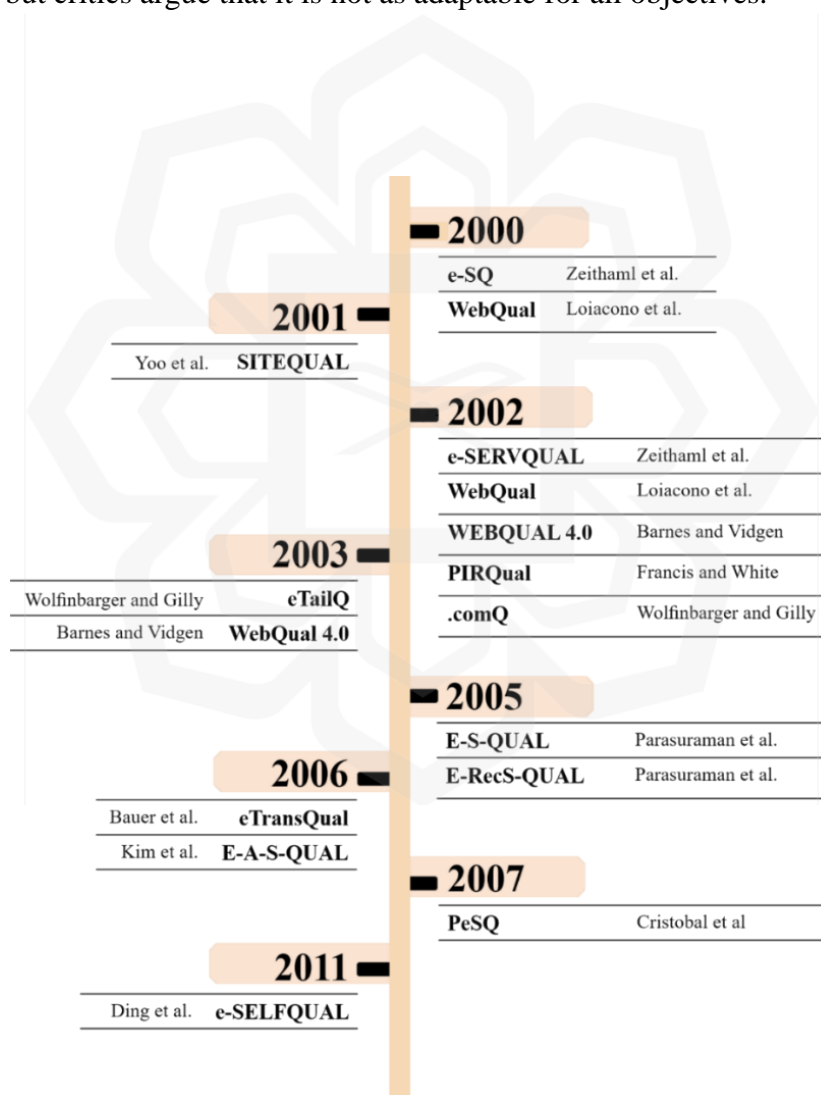 but critics argue that it is not as adaptable for all objectives.
2000
e-SQ Zeithaml et al.
WebQual Loiacono et al.
2001
Yoo et al. SITEQUAL
2002
e-SERVQUAL Zeithaml et al.
WebQual Loiacono et al.
WEBQUAL 4.0 Barnes and Vidgen
PIRQual Francis and White
.comQ Wolfinbarger and Gilly
2003
Wolfinbarger and Gilly eTailQ
Barnes and Vidgen WebQual 4.0
2005
E-S-QUAL Parasuraman et al.
E-RecS-QUAL Parasuraman et al.
2006
Bauer et al. eTransQual
Kim et al. E-A-S-QUAL
2007
PeSQ Cristobal et al
2011
Ding et al. e-SELFQUAL